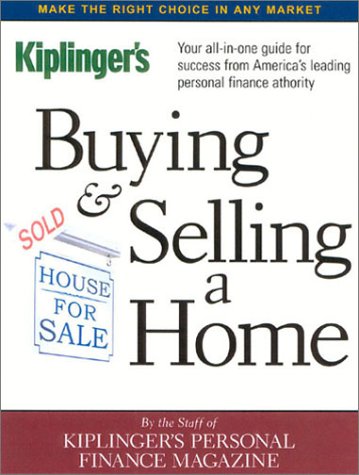 MAKE THE RIGHT CHOICE IN ANY MARKET
Kiplinger's
Your all-in-one guide for
success from America's leading
personal finance athority
Buying
&
Selling
a
Home
SOLD
HOUSE
FOR
SALE
By the Staff of
KIPLINGER'S PERSONAL
FINANCE MAGAZINE